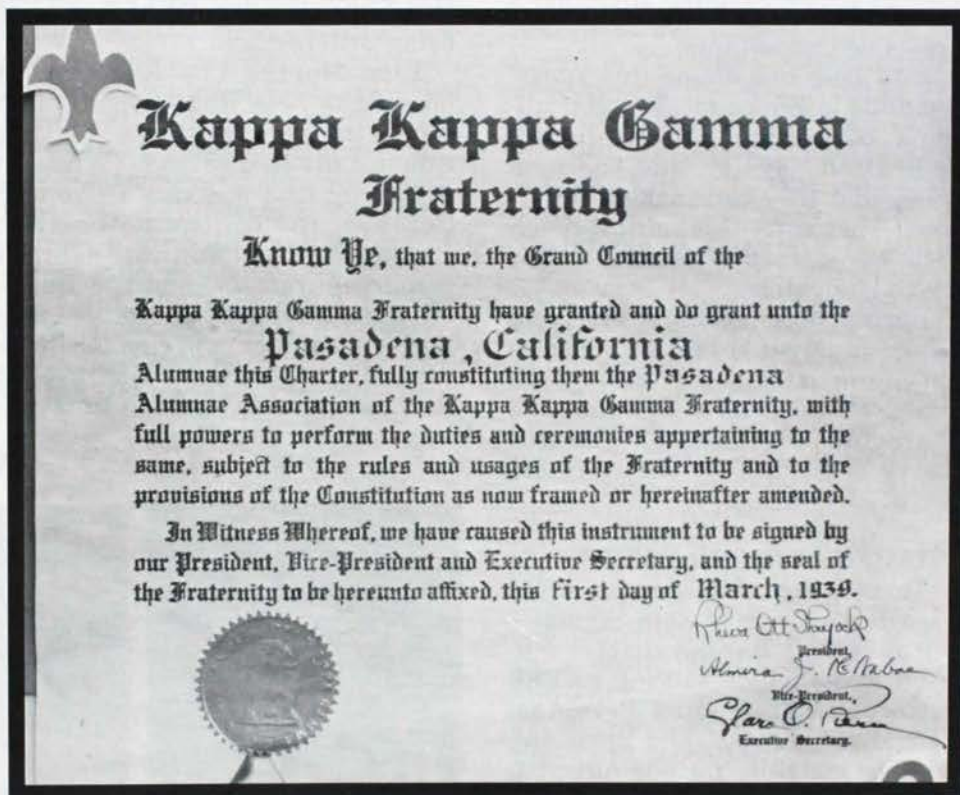 Kappa Kappa Gamma
Fraternity
Know Ye, that we, the Grand Council of the
Kappa Kappa Gamma Fraternity have granted and do grant unto the
Pasadena, California
Alumnae this Charter, fully constituting them the Pasadena
Alumnae Association of the Kappa Kappa Gamma Fraternity, with
full powers to perform the duties and ceremonies appertaining to the
same, subject to the rules and usages of the Fraternity and to the
provisions of the Constitution as now framed or hereinafter amended.
In Witness Whereof, we have caused this instrument to be signed by
our President, Vice-President and Executive Secretary, and the seal of
the Fraternity to be hereunto affixed, this First day of March, 1939.
Ott
President,
Almira J.
Vice-President,
Clara O.
Executive Secretary.